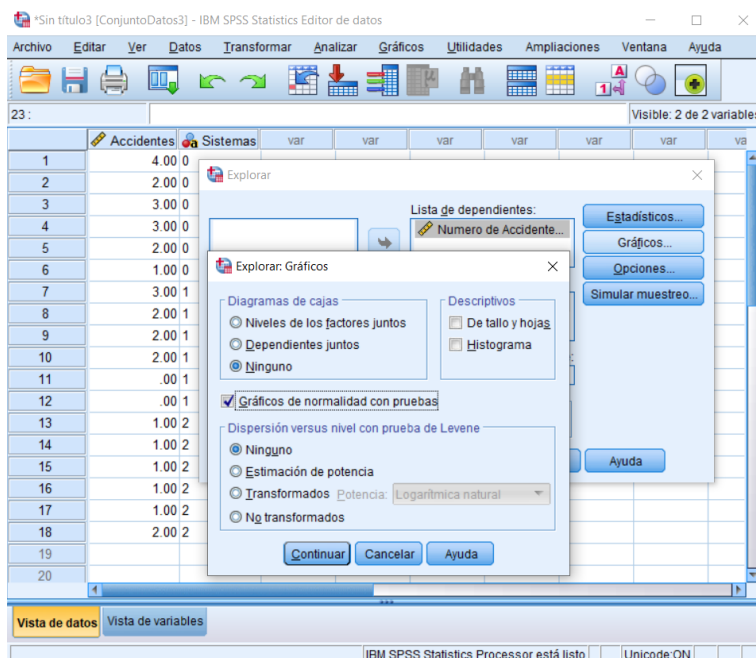 *Sin título3 [ConjuntoDatos3] - IBM SPSS Statistics Editor de datos
Archivo Editar Ver Datos Transformar Analizar Gráficos Utilidades Ampliaciones Ventana Ayuda
23 :
Visible: 2 de 2 variables
Accidentes Sistemas var var var var var var va
1 4.00 0
2 2.00 0
3 3.00 0
4 3.00 0
5 2.00 0
6 1.00 0
7 3.00 1
8 2.00 1
9 2.00 1
10 2.00 1
11 .00 1
12 .00 1
13 1.00 2
14 1.00 2
15 1.00 2
16 1.00 2
17 1.00 2
18 2.00 2
19
20
Explorar
Lista de dependientes:
Numero de Accidente...
Estadísticos...
Gráficos...
Opciones...
Simular muestreo...
Ayuda
Explorar: Gráficos
Diagramas de cajas
Niveles de los factores juntos
Dependientes juntos
Ninguno
Descriptivos
De tallo y hojas
Histograma
Gráficos de normalidad con pruebas
Dispersión versus nivel con prueba de Levene
Ninguno
Estimación de potencia
Transformados Potencia: Logarítmica natural
No transformados
Continuar Cancelar Ayuda
Vista de datos Vista de variables
IBM SPSS Statistics Processor está listo Unicode:ON